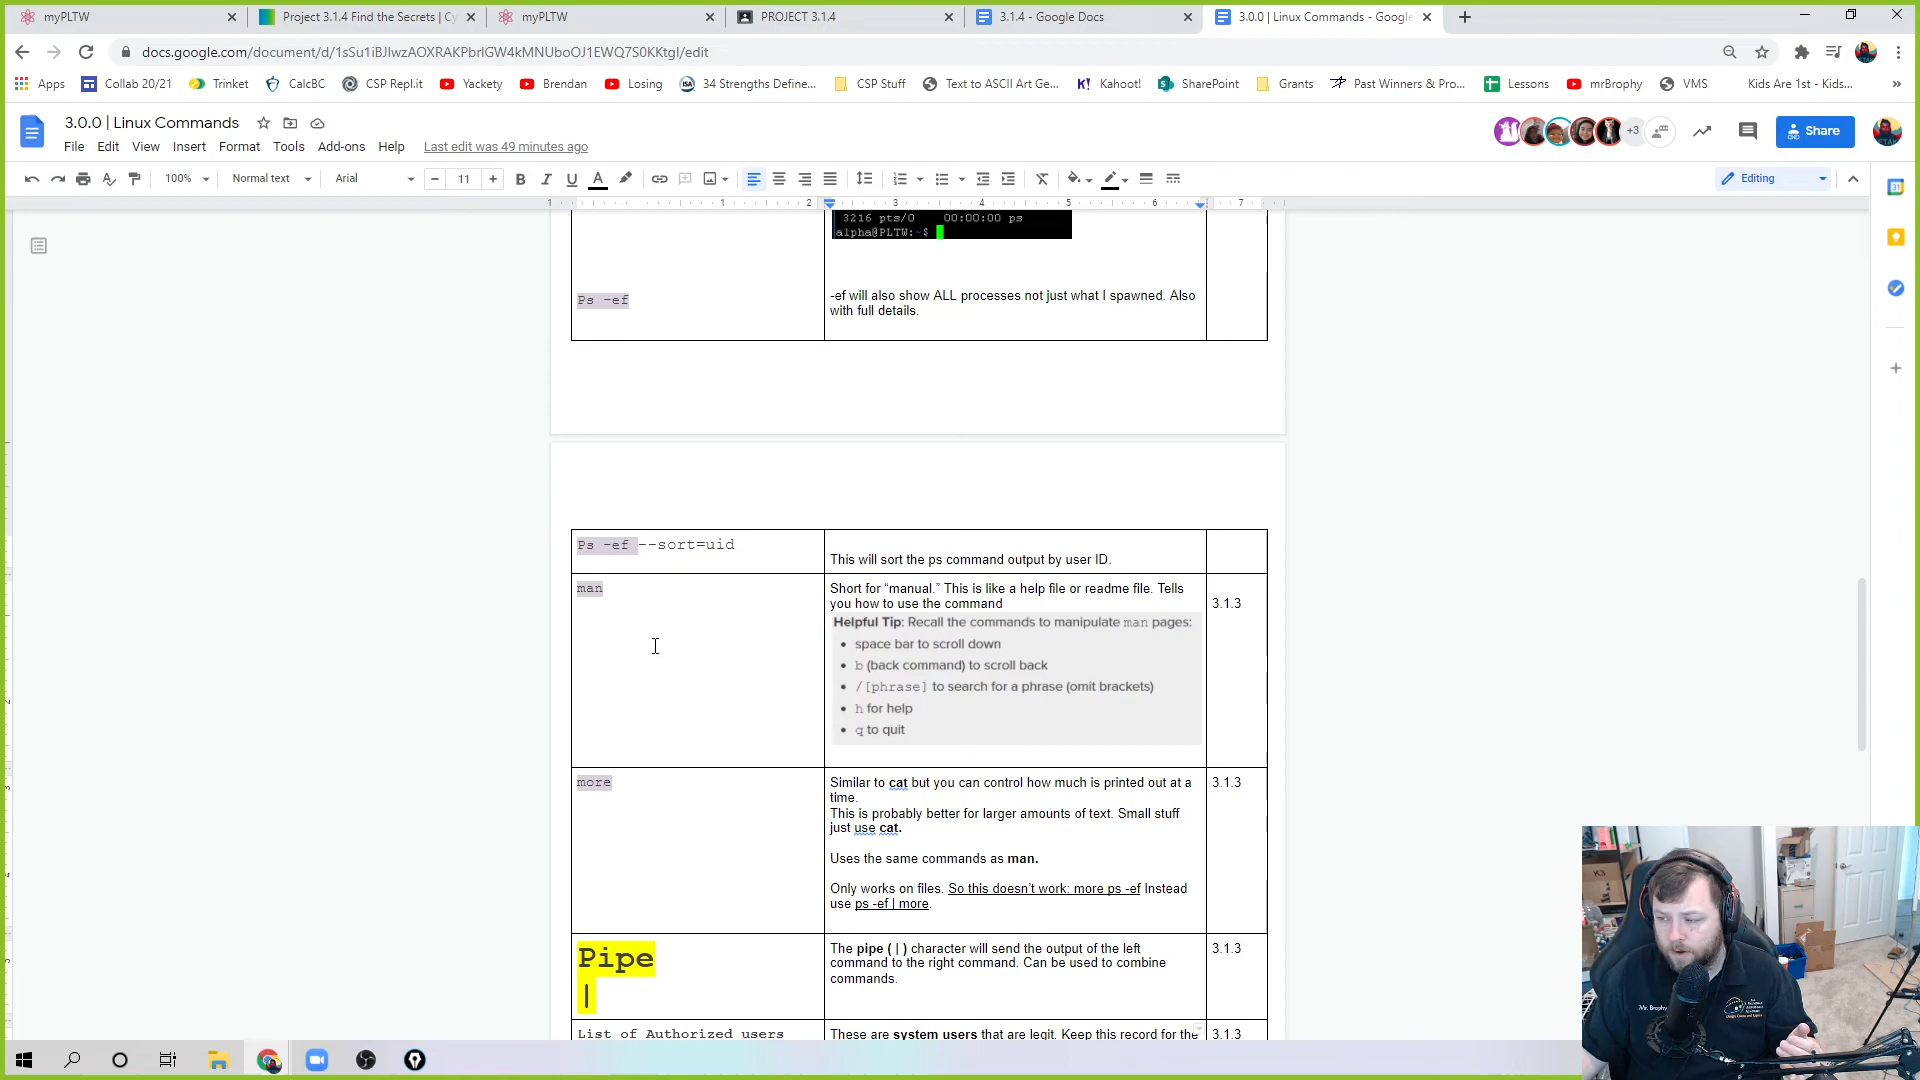 myPLTW
Project 3.1.4 Find the Secrets | Cy
myPLTW
PROJECT 3.1.4
3.1.4 - Google Docs
3.0.0 | Linux Commands - Google
docs.google.com/document/d/1sSu1iBJlwzAOXRAKPbrlGW4kMNUboOJ1EWQ7S0KKtgI/edit
Apps
Collab 20/21
Trinket
CalcBC
CSP Repl.it
Yackety
Brendan
Losing
34 Strengths Define...
CSP Stuff
Text to ASCII Art Ge...
Kahoot!
SharePoint
Grants
Past Winners & Pro...
Lessons
mrBrophy
VMS
Kids Are 1st - Kids...
3.0.0 | Linux Commands
+3
Share
File Edit View Insert Format Tools Add-ons Help Last edit was 49 minutes ago
100% Normal text Arial 11 Editing
1 1 2 3 4 5 6 7
3216 pts/0 00:00:00 ps
alpha@PLTW:~$
Ps -ef
-ef will also show ALL processes not just what I spawned. Also
with full details.
Ps -ef --sort=uid
This will sort the ps command output by user ID.
man
Short for “manual.” This is like a help file or readme file. Tells
you how to use the command
3.1.3
Helpful Tip: Recall the commands to manipulate man pages:
• space bar to scroll down
• b (back command) to scroll back
• /[phrase] to search for a phrase (omit brackets)
• h for help
• q to quit
more
Similar to cat but you can control how much is printed out at a
time.
3.1.3
This is probably better for larger amounts of text. Small stuff
just use cat.
Uses the same commands as man.
Only works on files. So this doesn’t work: more ps -ef Instead
use ps -ef | more.
Pipe
|
The pipe ( | ) character will send the output of the left
command to the right command. Can be used to combine
commands.
3.1.3
List of Authorized users
These are system users that are legit. Keep this record for the
3.1.3
K3
Mr. Brophy